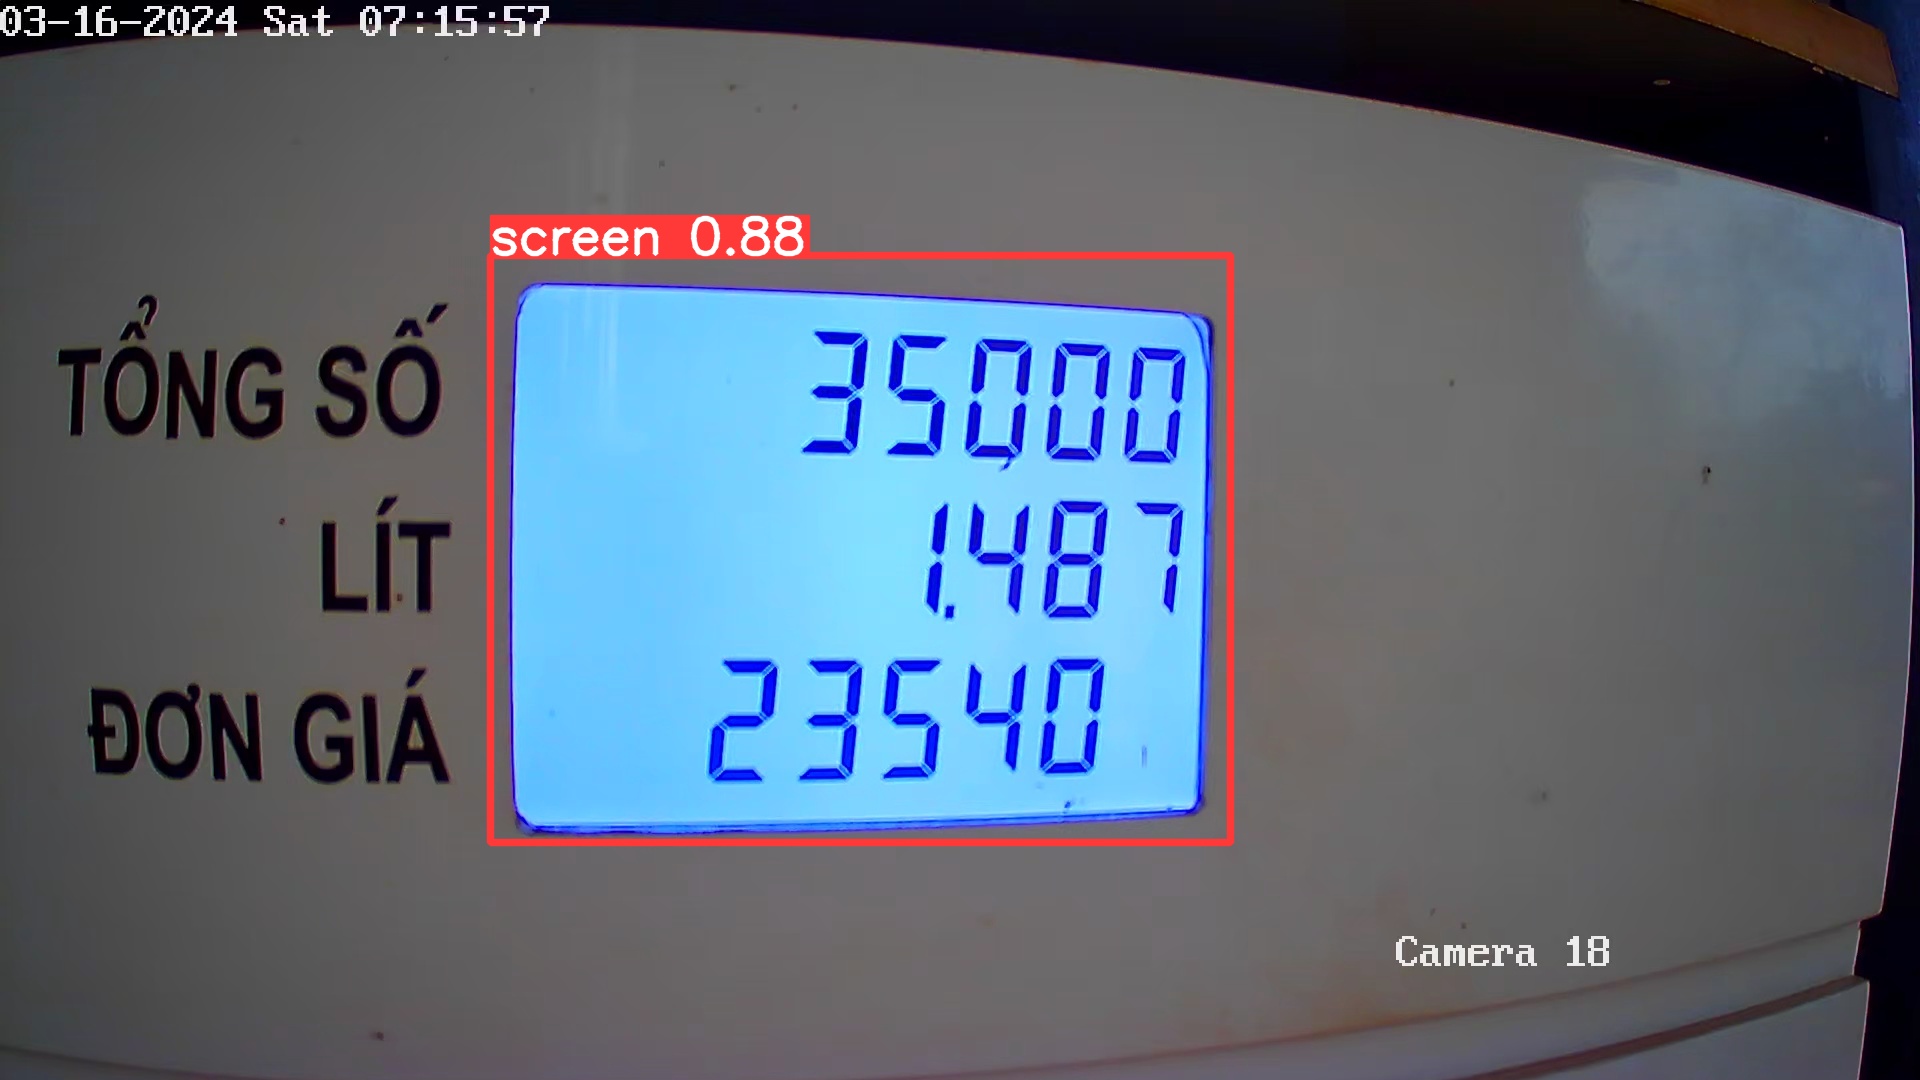 03-16-2024 Sat 07:15:57
screen 0.88
TỔNG SỐ 35,000
LÍT 1.487
ĐƠN GIÁ 23540
Camera 18